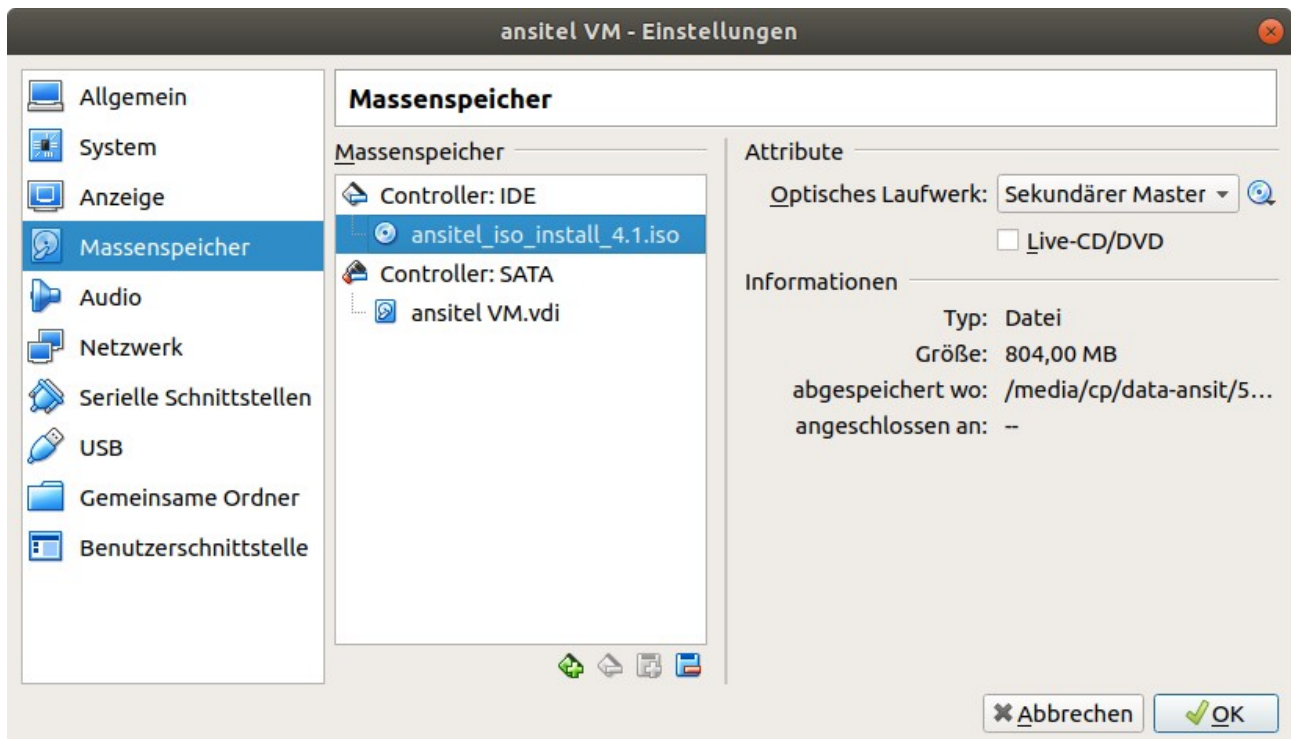 ansitel VM - Einstellungen
Allgemein
System
Anzeige
Massenspeicher
Audio
Netzwerk
Serielle Schnittstellen
USB
Gemeinsame Ordner
Benutzerschnittstelle
Massenspeicher
Massenspeicher
Controller: IDE
ansitel_iso_install_4.1.iso
Controller: SATA
ansitel VM.vdi
Attribute
Optisches Laufwerk: Sekundärer Master
Live-CD/DVD
Informationen
Typ: Datei
Größe: 804,00 MB
abgespeichert wo: /media/cp/data-ansit/5...
angeschlossen an: --
Abbrechen
OK